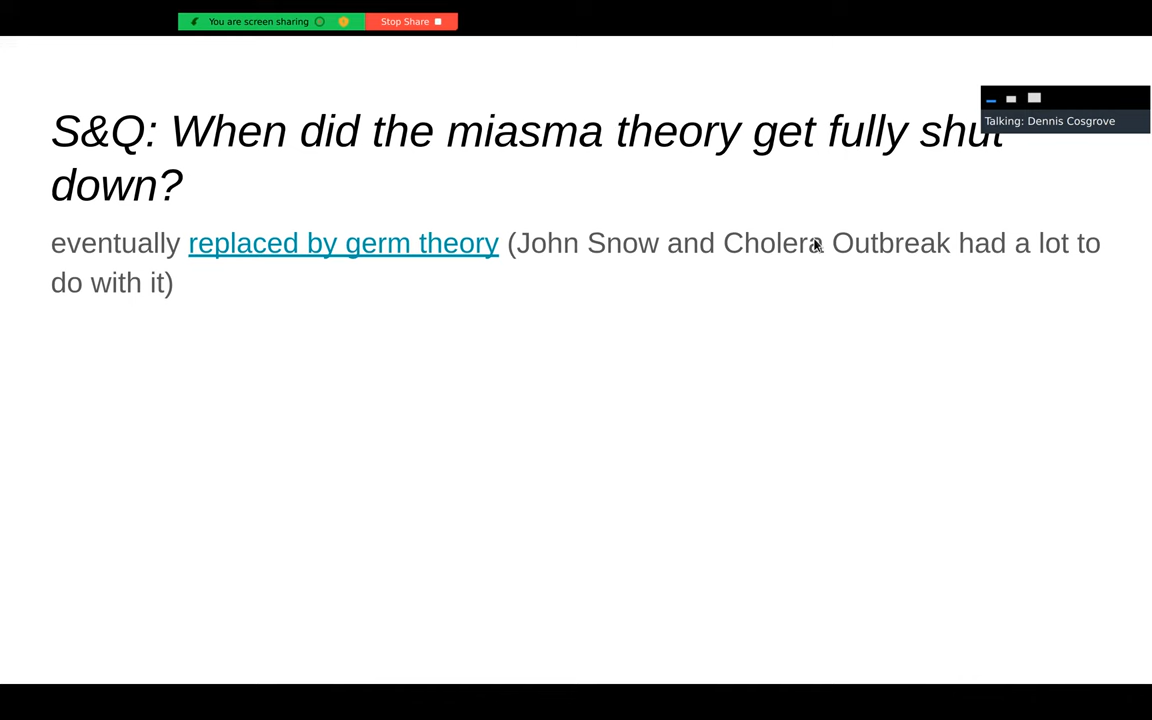 You are screen sharing
Stop Share
Talking: Dennis Cosgrove
S&Q: When did the miasma theory get fully shut
down?
eventually replaced by germ theory (John Snow and Cholera Outbreak had a lot to
do with it)